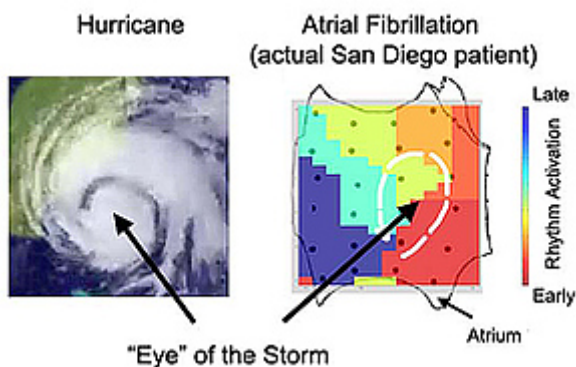 Hurricane
Atrial Fibrillation
(actual San Diego patient)
Late
Rhythm Activation
Early
Atrium
"Eye" of the Storm